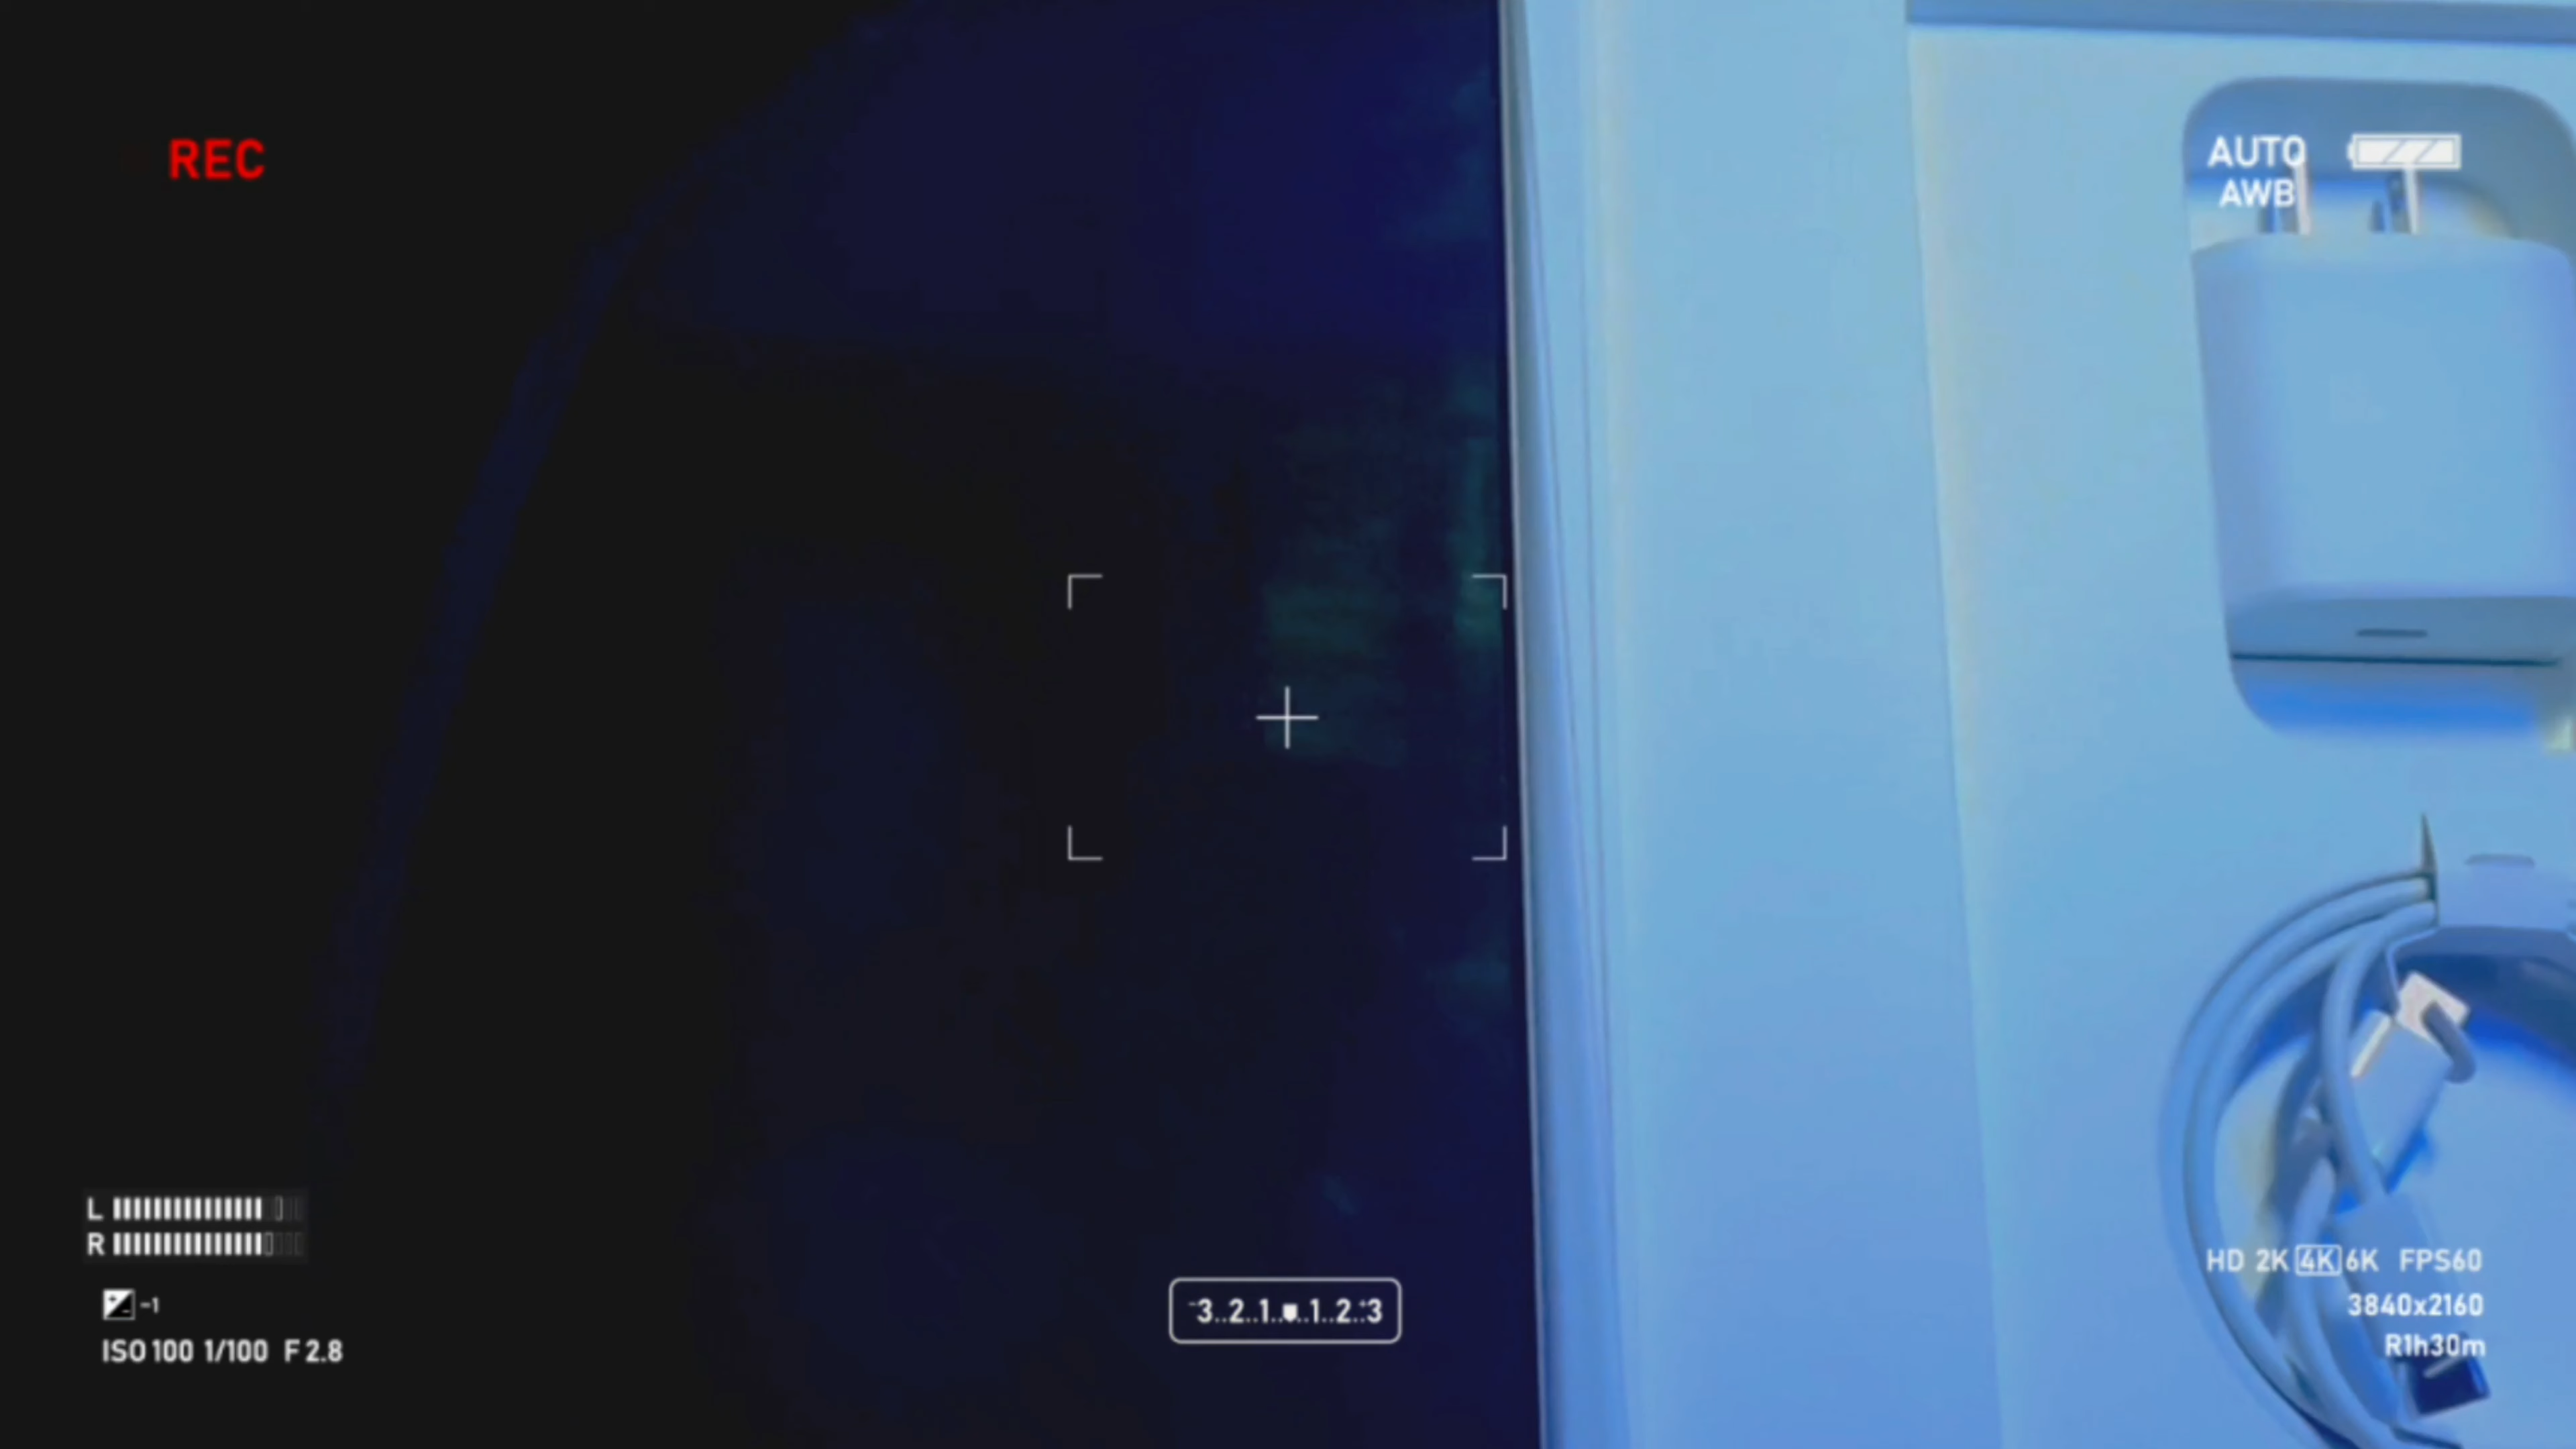 REC
AUTO
AWB
L
R
-1
ISO 100 1/100 F 2.8
-3..2..1....1..2..+3
HD 2K 4K 6K FPS60
3840x2160
R1h30m